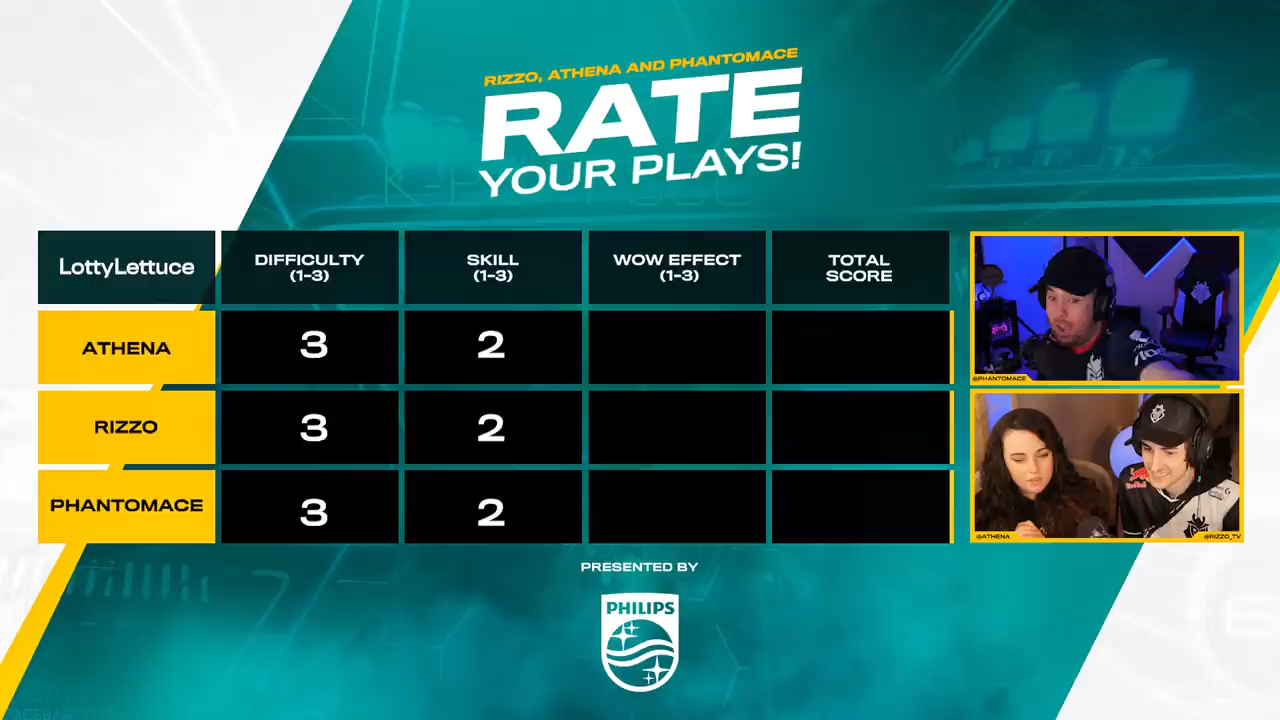 RIZZO, ATHENA AND PHANTOMACE
RATE
YOUR PLAYS!
LottyLettuce
DIFFICULTY
(1-3)
SKILL
(1-3)
WOW EFFECT
(1-3)
TOTAL
SCORE
ATHENA
3
2
RIZZO
3
2
PHANTOMACE
3
2
@PHANTOMACE
@ATHENA
@RIZZO_TV
PRESENTED BY
PHILIPS